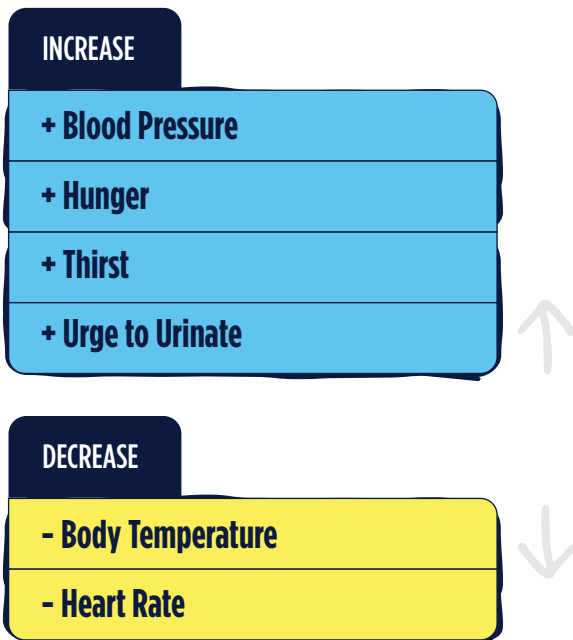 INCREASE
+ Blood Pressure
+ Hunger
+ Thirst
+ Urge to Urinate
DECREASE
- Body Temperature
- Heart Rate